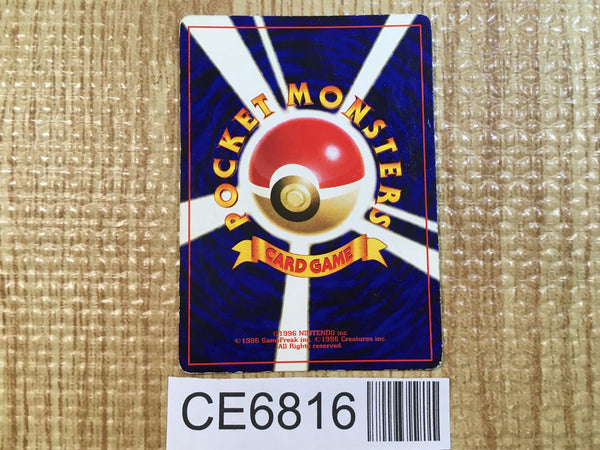 POCKET MONSTERS
CARD GAME
©1996 NINTENDO inc.
©1996 GameFreak inc. ©1996 Creatures inc.
All Rights reserved.
CE6816